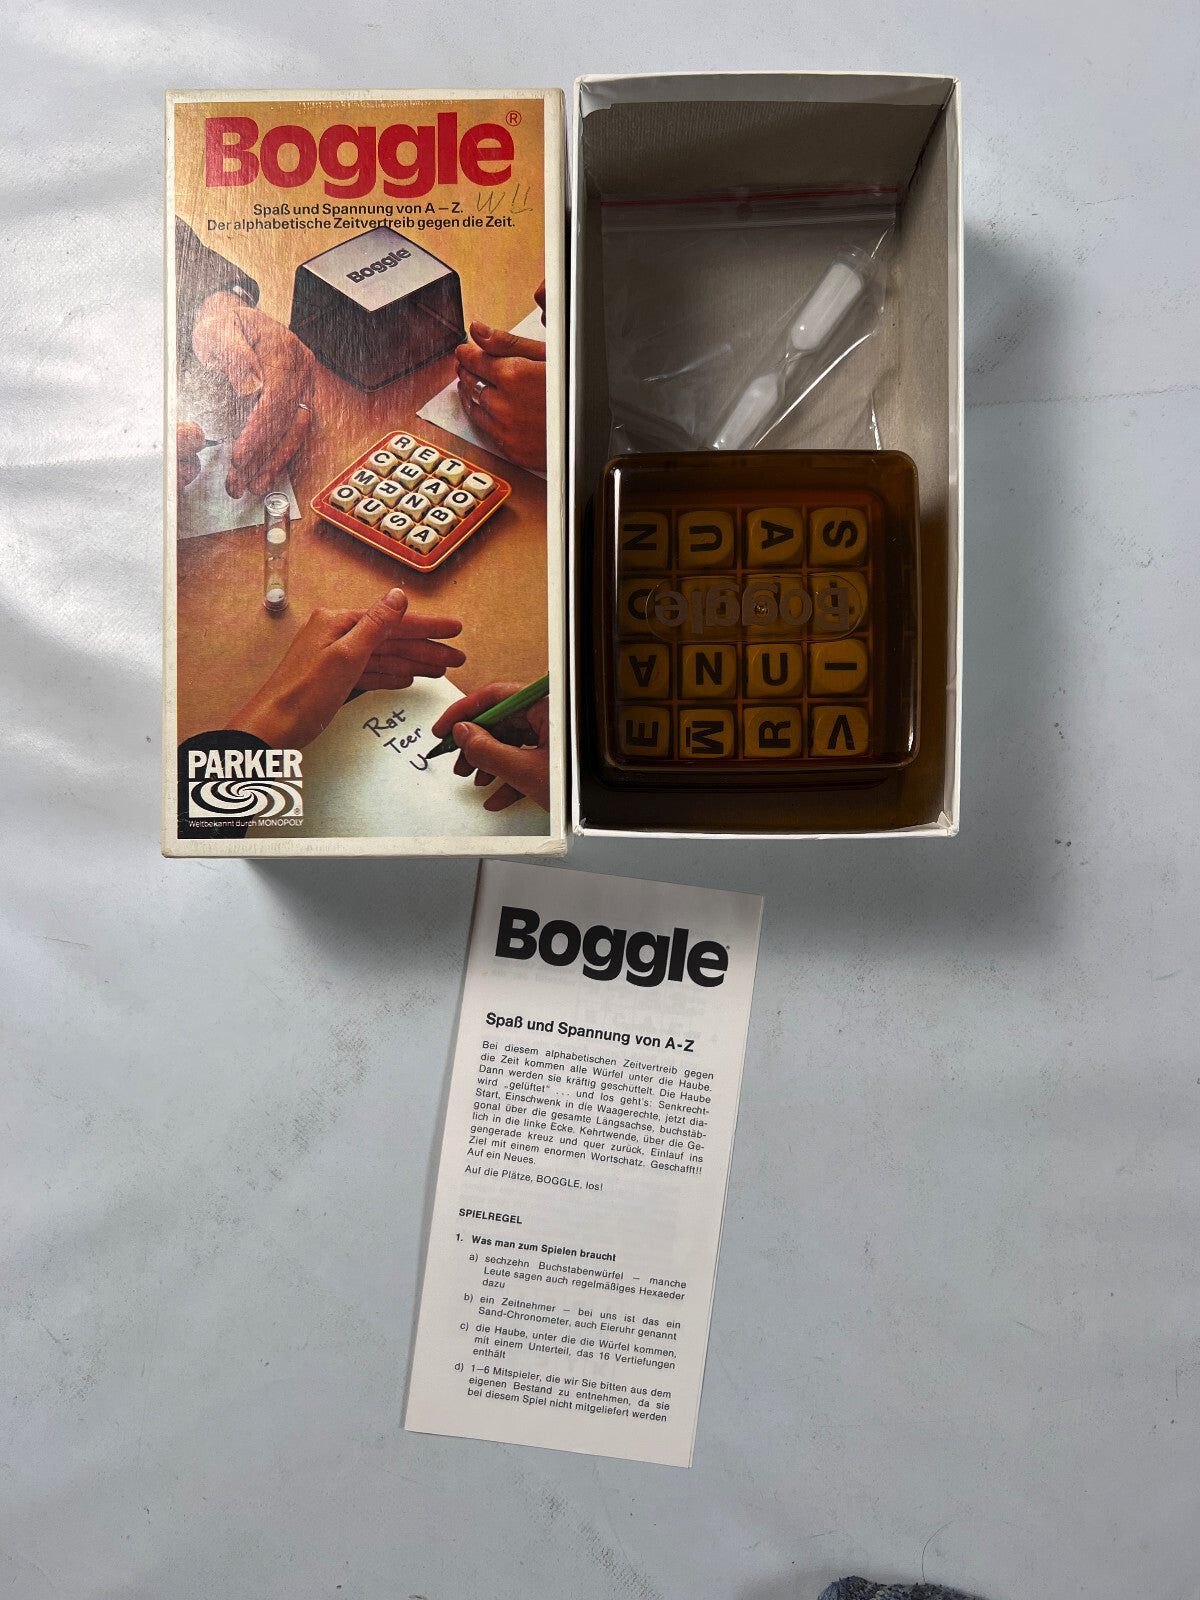 Boggle®
Spaß und Spannung von A – Z.
Der alphabetische Zeitvertreib gegen die Zeit.
Boggle
R E T I
C E A O
M R N B
O U S A
Rat
Teer
U
PARKER
Weltbekannt durch MONOPOLY
N U A S
Boggle
A N U I
E M R V
Boggle
Spaß und Spannung von A-Z
Bei diesem alphabetischen Zeitvertreib gegen
die Zeit kommen alle Würfel unter die Haube.
Dann werden sie kräftig geschüttelt. Die Haube
wird „gelüftet" ... und los geht's: Senkrecht-
Start, Einschwenk in die Waagerechte, jetzt dia-
gonal über die gesamte Längsachse, buchstäb-
lich in die linke Ecke. Kehrtwende, über die Ge-
gengerade kreuz und quer zurück, Einlauf ins
Ziel mit einem enormen Wortschatz. Geschafft!!
Auf ein Neues.
Auf die Plätze, BOGGLE, los!
SPIELREGEL
1. Was man zum Spielen braucht
a) sechzehn Buchstabenwürfel – manche
Leute sagen auch regelmäßiges Hexaeder
dazu
b) ein Zeitnehmer – bei uns ist das ein
Sand-Chronometer, auch Eieruhr genannt
c) die Haube, unter die die Würfel kommen,
mit einem Unterteil, das 16 Vertiefungen
enthält
d) 1–6 Mitspieler, die wir Sie bitten aus dem
eigenen Bestand zu entnehmen, da sie
bei diesem Spiel nicht mitgeliefert werden